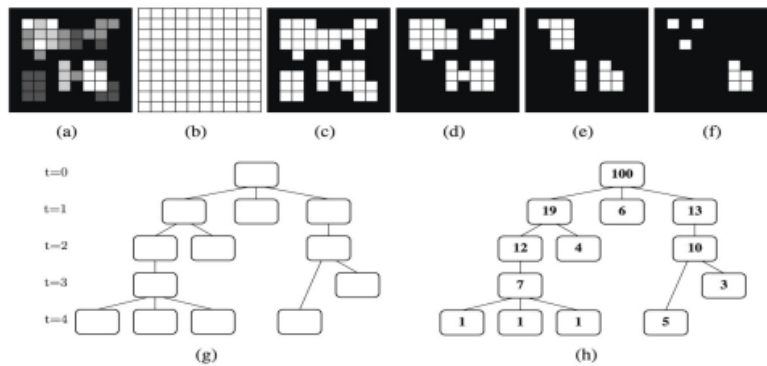 (a) (b) (c) (d) (e) (f)
t=0
t=1
t=2
t=3
t=4
(g)
100
19 6 13
12 4 10
7 3
1 1 1 5
(h)